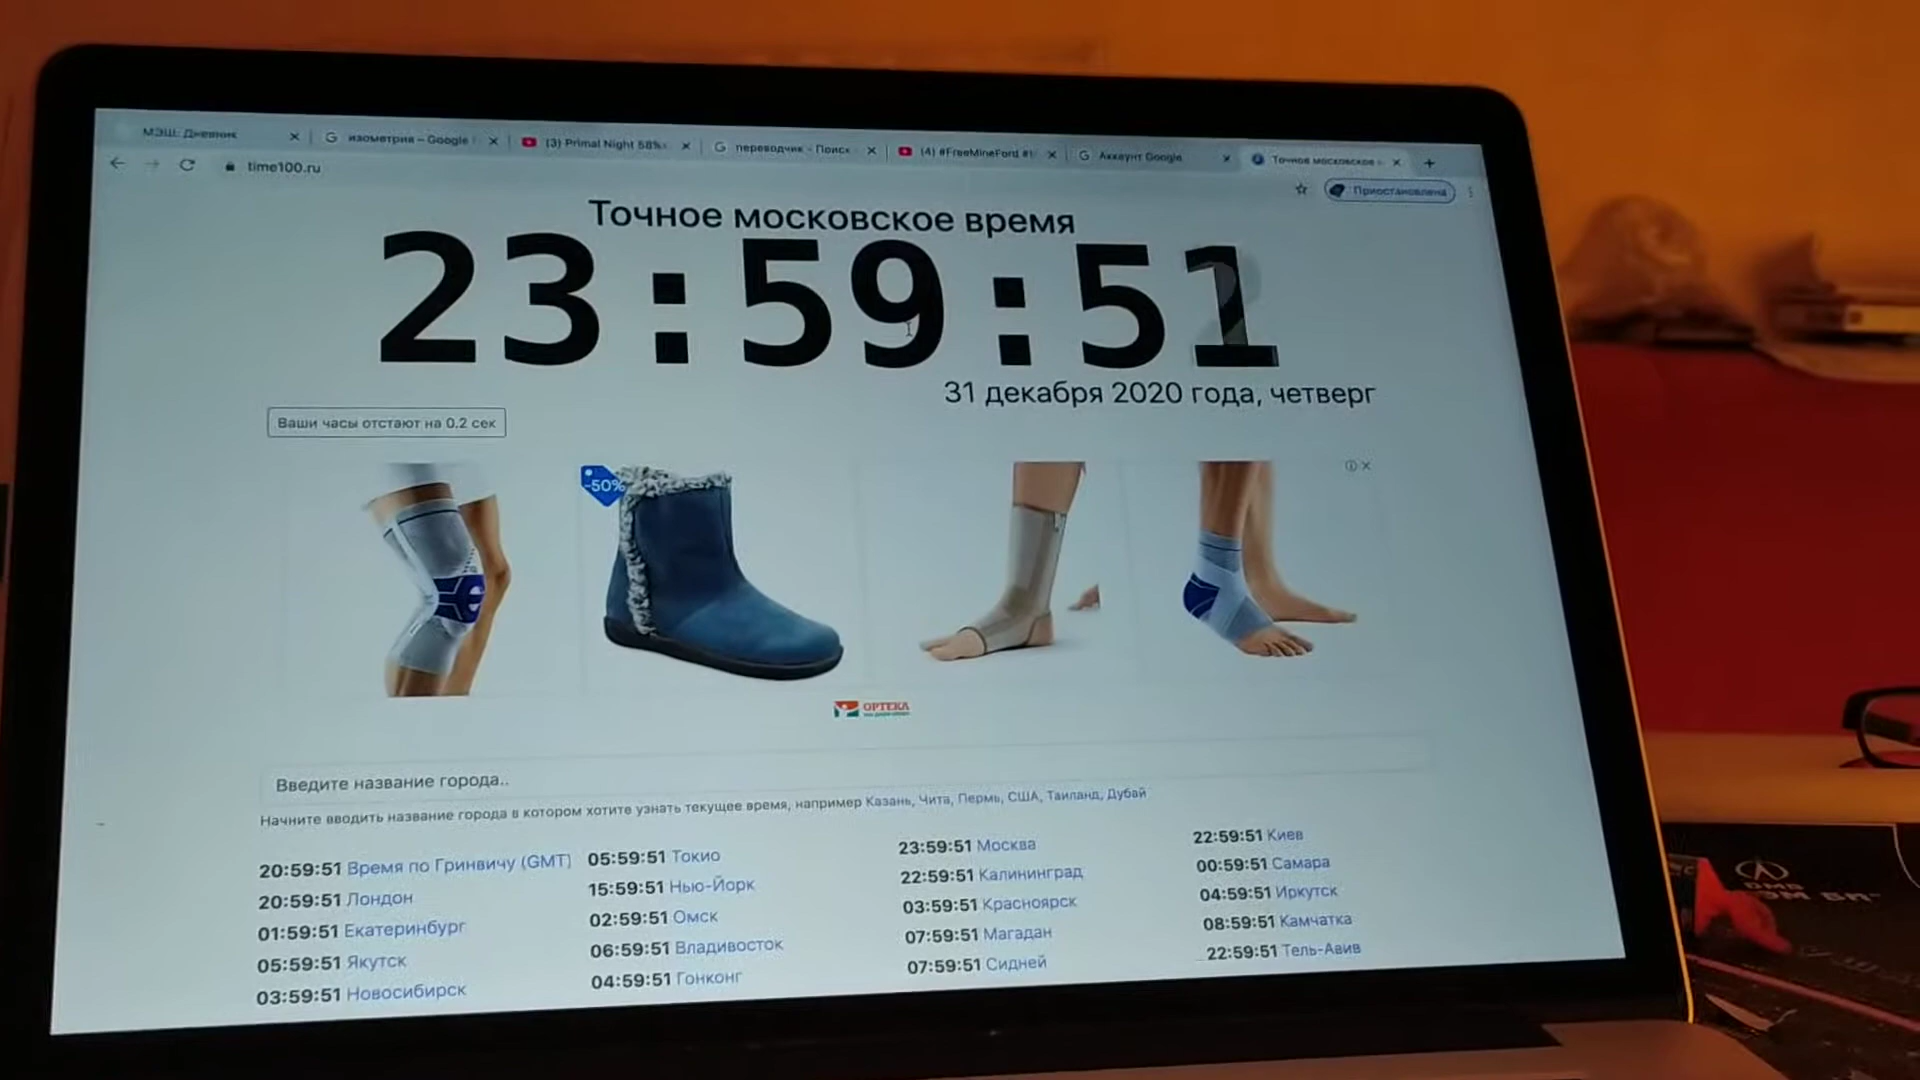 МЭШ: Дневник
изометрия – Google
(3) Primal Night 58%
переводчик - Поиск
(4) #FreeMineFord #
Аккаунт Google
Точное московское
time100.ru
Приостановлена
Точное московское время
23:59:51
31 декабря 2020 года, четверг
Ваши часы отстают на 0.2 сек
-50%
ОРТЕКА
Введите название города..
Начните вводить название города в котором хотите узнать текущее время, например Казань, Чита, Пермь, США, Таиланд, Дубай
20:59:51 Время по Гринвичу (GMT)
20:59:51 Лондон
01:59:51 Екатеринбург
05:59:51 Якутск
03:59:51 Новосибирск
05:59:51 Токио
15:59:51 Нью-Йорк
02:59:51 Омск
06:59:51 Владивосток
04:59:51 Гонконг
23:59:51 Москва
22:59:51 Калининград
03:59:51 Красноярск
07:59:51 Магадан
07:59:51 Сидней
22:59:51 Киев
00:59:51 Самара
04:59:51 Иркутск
08:59:51 Камчатка
22:59:51 Тель-Авив